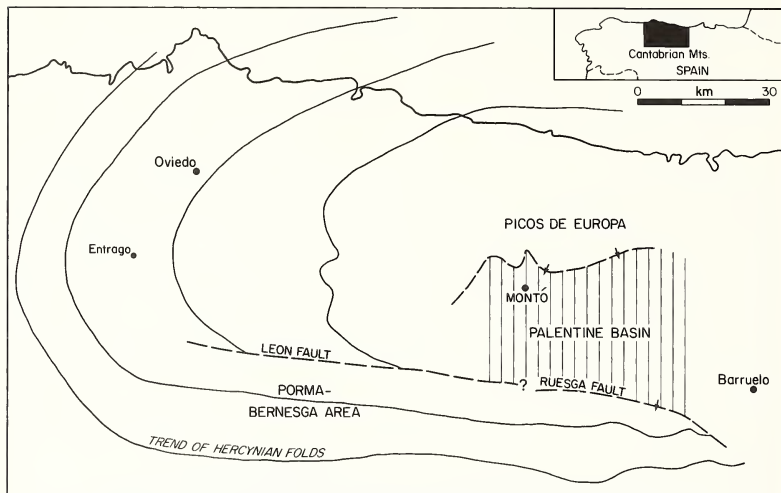 Cantabrian Mts.
SPAIN
0 km 30
Oviedo
Entrago
PICOS DE EUROPA
MONTÓ
PALENTINE BASIN
LEON FAULT
? RUESGA FAULT
Barruelo
PORMA-
BERNESGA AREA
TREND OF HERCYNIAN FOLDS